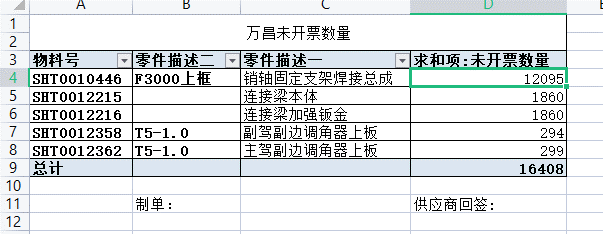 A B C D
1 万昌未开票数量
2
3 物料号 零件描述二 零件描述一 求和项:未开票数量
4 SHT0010446 F3000上框 销轴固定支架焊接总成 12095
5 SHT0012215 连接梁本体 1860
6 SHT0012216 连接梁加强钣金 1860
7 SHT0012358 T5-1.0 副驾副边调角器上板 294
8 SHT0012362 T5-1.0 主驾副边调角器上板 299
9 总计 16408
10
11 制单: 供应商回签:
12